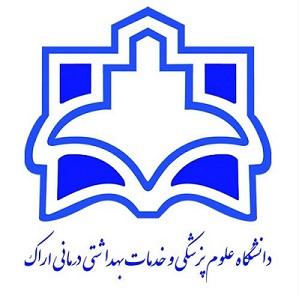 دانشگاه علوم پزشکی و خدمات بهداشتی درمانی اراک